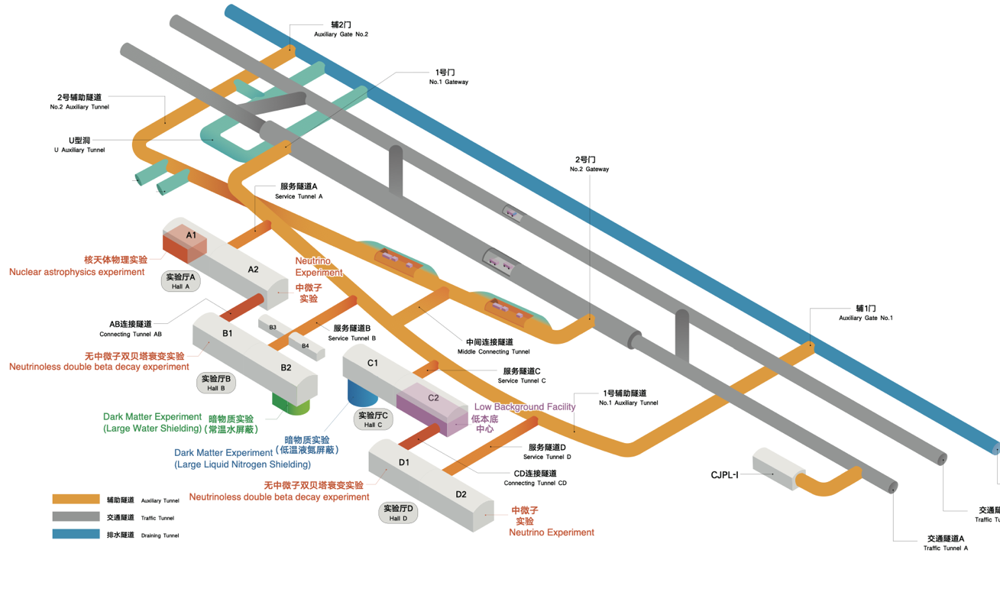 辅2门
Auxiliary Gate No.2
1号门
No.1 Gateway
2号辅助隧道
No.2 Auxiliary Tunnel
U型洞
U Auxiliary Tunnel
2号门
No.2 Gateway
服务隧道A
Service Tunnel A
A1
核天体物理实验
Nuclear astrophysics experiment
A2
实验厅A
Hall A
Neutrino
Experiment
中微子
实验
AB连接隧道
Connecting Tunnel AB
B3
B4
服务隧道B
Service Tunnel B
中间连接隧道
Middle Connecting Tunnel
辅1门
Auxiliary Gate No.1
B1
无中微子双贝塔衰变实验
Neutrinoless double beta decay experiment
B2
实验厅B
Hall B
C1
服务隧道C
Service Tunnel C
C2
1号辅助隧道
No.1 Auxiliary Tunnel
Low Background Facility
低本底
中心
实验厅C
Hall C
Dark Matter Experiment 暗物质实验
(Large Water Shielding) (常温水屏蔽)
暗物质实验
Dark Matter Experiment (低温液氮屏蔽)
(Large Liquid Nitrogen Shielding)
服务隧道D
Service Tunnel D
D1
CD连接隧道
Connecting Tunnel CD
CJPL-I
无中微子双贝塔衰变实验
Neutrinoless double beta decay experiment
D2
实验厅D
Hall D
中微子
实验
Neutrino Experiment
辅助隧道 Auxiliary Tunnel
交通隧道 Traffic Tunnel
排水隧道 Draining Tunnel
交通
Traffic
交通隧道A
Traffic Tunnel A